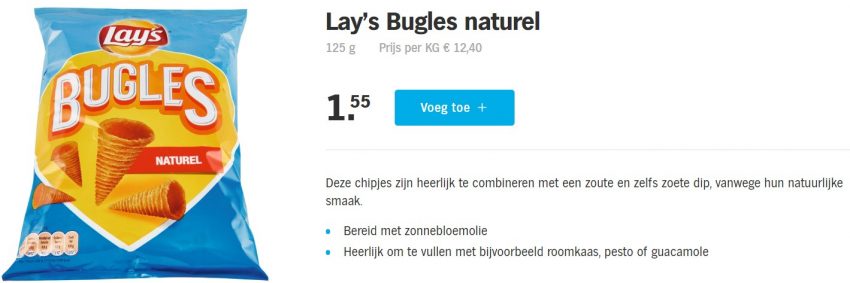 Lay's
BUGLES
NATUREL
Lay’s Bugles naturel
125 g Prijs per KG € 12,40
1.55
Voeg toe +
Deze chipjes zijn heerlijk te combineren met een zoute en zelfs zoete dip, vanwege hun natuurlijke
smaak.
Bereid met zonnebloemolie
Heerlijk om te vullen met bijvoorbeeld roomkaas, pesto of guacamole